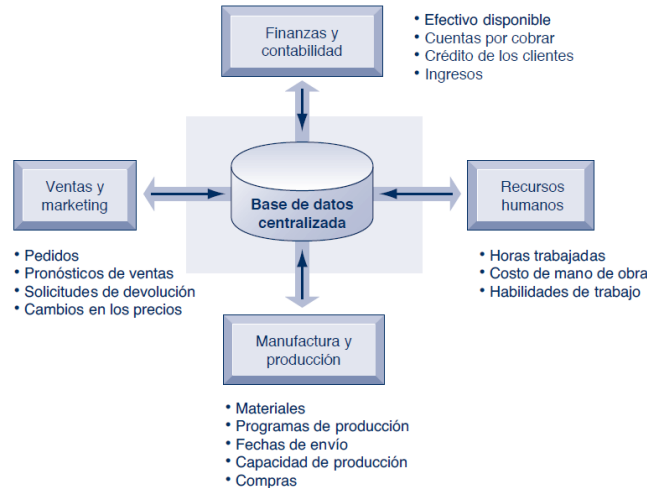 Finanzas y
contabilidad
• Efectivo disponible
• Cuentas por cobrar
• Crédito de los clientes
• Ingresos
Ventas y
marketing
Base de datos
centralizada
Recursos
humanos
• Pedidos
• Pronósticos de ventas
• Solicitudes de devolución
• Cambios en los precios
• Horas trabajadas
• Costo de mano de obra
• Habilidades de trabajo
Manufactura y
producción
• Materiales
• Programas de producción
• Fechas de envío
• Capacidad de producción
• Compras